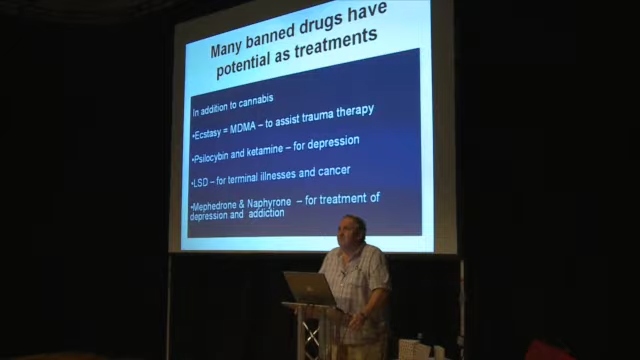 Many banned drugs have
potential as treatments
In addition to cannabis
•Ecstasy = MDMA – to assist trauma therapy
•Psilocybin and ketamine – for depression
•LSD – for terminal illnesses and cancer
•Mephedrone & Naphyrone – for treatment of
depression and addiction